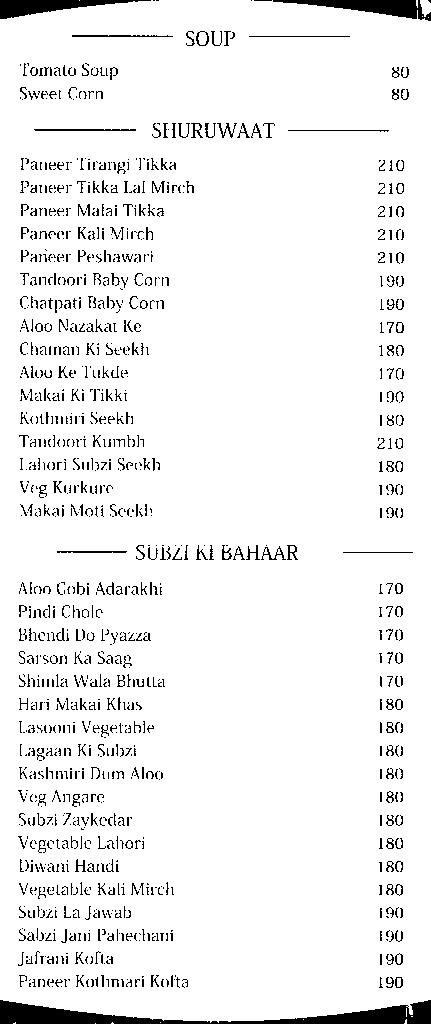 SOUP
Tomato Soup 80
Sweet Corn 80
SHURUWAAT
Paneer Tirangi Tikka 210
Paneer Tikka Lal Mirch 210
Paneer Malai Tikka 210
Paneer Kali Mirch 210
Paneer Peshawari 210
Tandoori Baby Corn 190
Chatpati Baby Corn 190
Aloo Nazakat Ke 170
Chaman Ki Seekh 180
Aloo Ke Tukde 170
Makai Ki Tikki 190
Kothmiri Seekh 180
Tandoori Kumbh 210
Lahori Subzi Seekh 180
Veg Kurkure 190
Makai Moti Seekh 190
SUBZI KI BAHAAR
Aloo Gobi Adarakhi 170
Pindi Chole 170
Bhendi Do Pyazza 170
Sarson Ka Saag 170
Shimla Wala Bhutta 170
Hari Makai Khas 180
Lasooni Vegetable 180
Lagaan Ki Subzi 180
Kashmiri Dum Aloo 180
Veg Angare 180
Subzi Zaykedar 180
Vegetable Lahori 180
Diwani Handi 180
Vegetable Kali Mirch 180
Subzi La Jawab 190
Sabzi Jani Pahechani 190
Jafrani Kofta 190
Paneer Kothmari Kofta 190